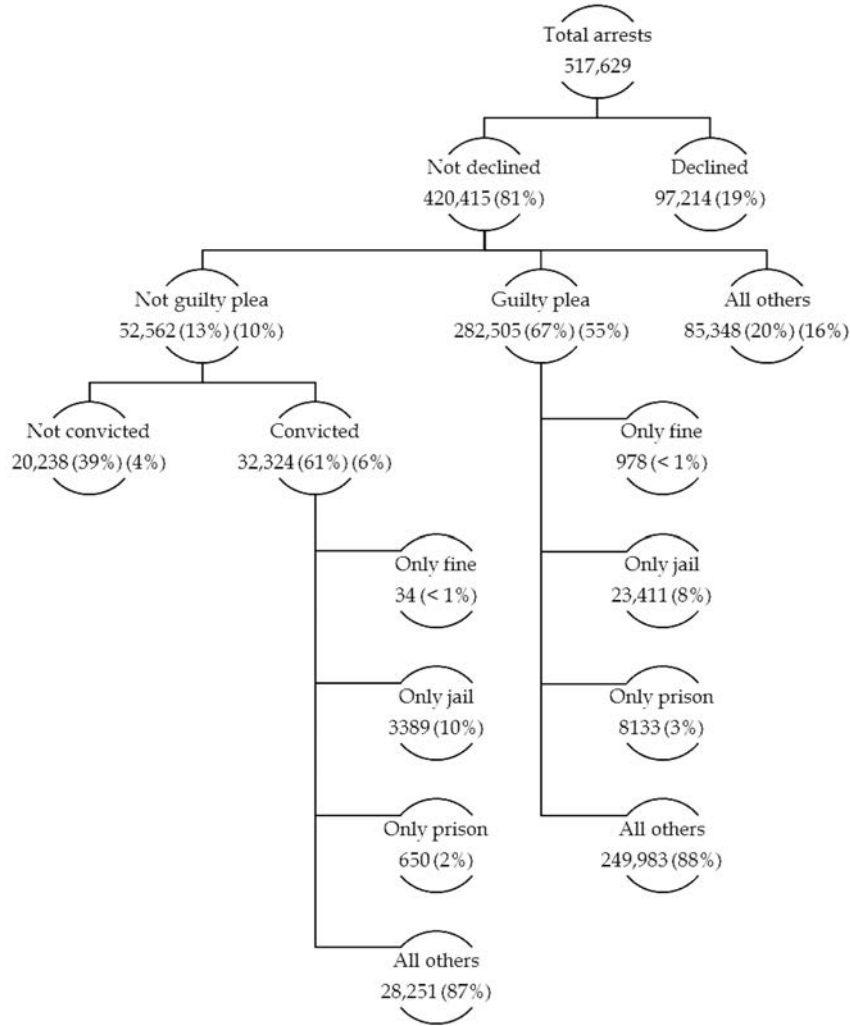 Total arrests
517,629
Not declined
420,415 (81%)
Declined
97,214 (19%)
Not guilty plea
52,562 (13%) (10%)
Guilty plea
282,505 (67%) (55%)
All others
85,348 (20%) (16%)
Not convicted
20,238 (39%) (4%)
Convicted
32,324 (61%) (6%)
Only fine
34 (< 1%)
Only jail
3389 (10%)
Only prison
650 (2%)
All others
28,251 (87%)
Only fine
978 (< 1%)
Only jail
23,411 (8%)
Only prison
8133 (3%)
All others
249,983 (88%)